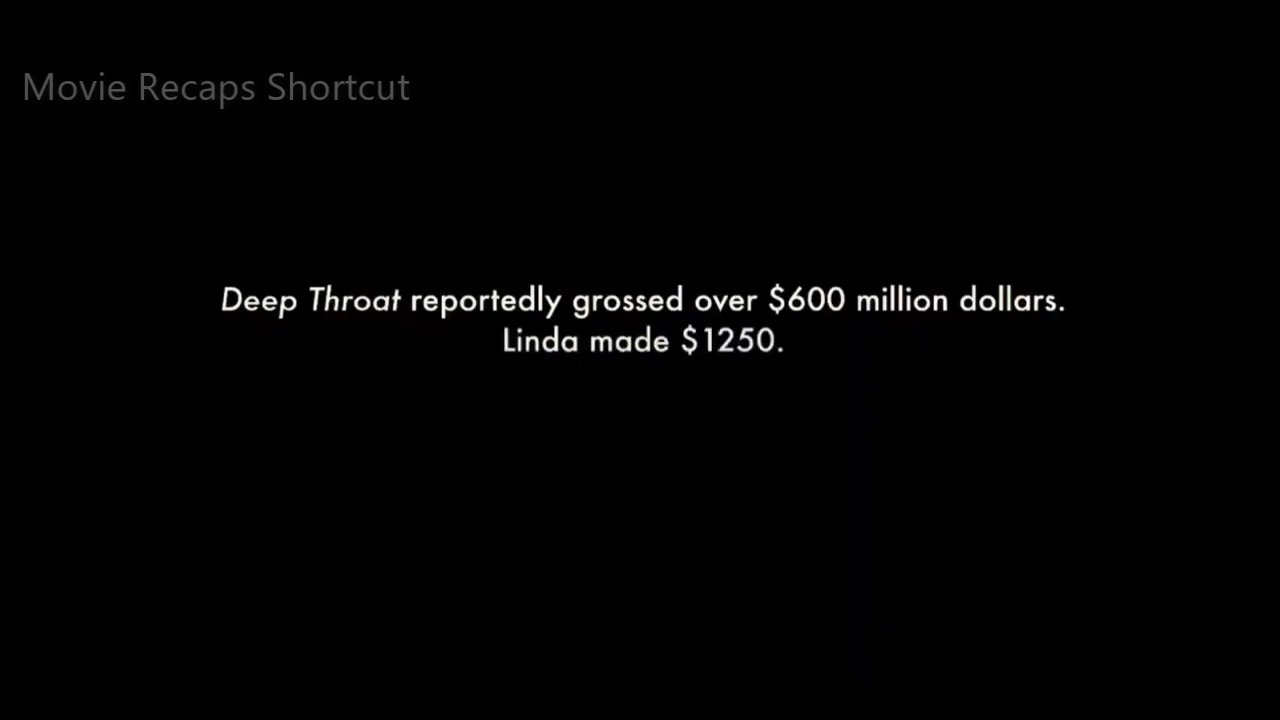 Movie Recaps Shortcut
Deep Throat reportedly grossed over $600 million dollars.
Linda made $1250.